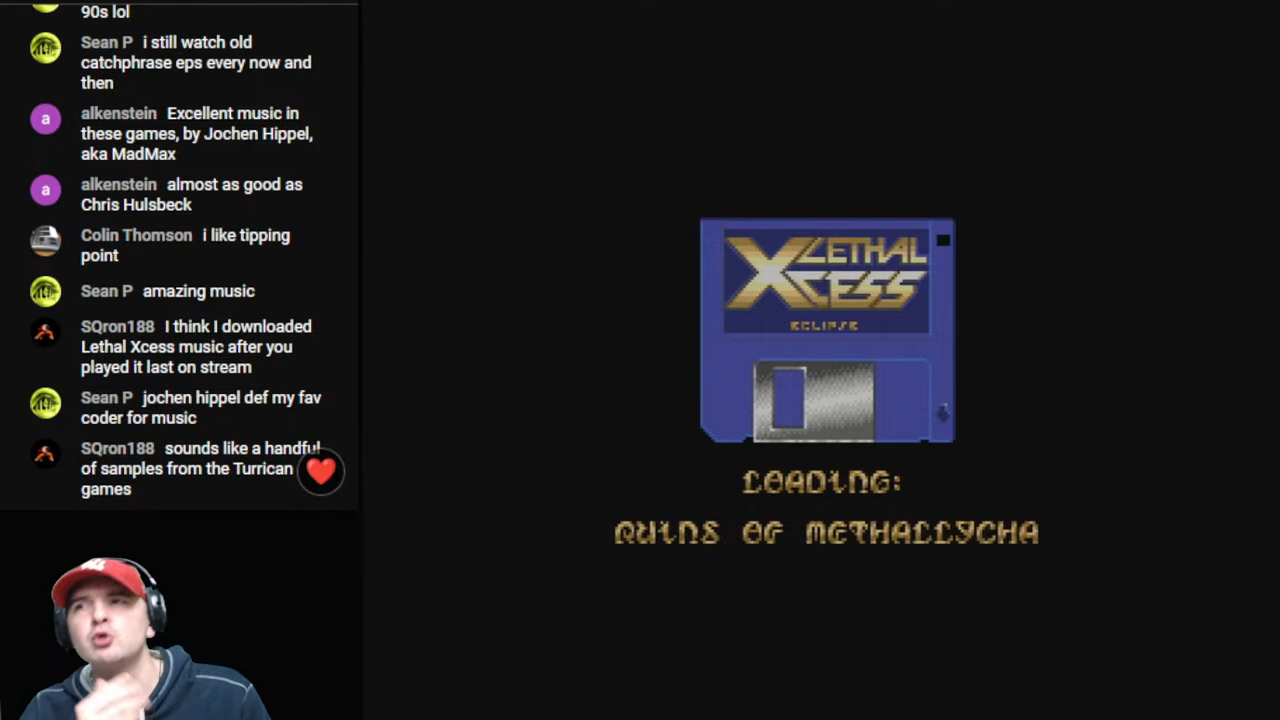 90s lol
Sean P i still watch old
catchphrase eps every now and
then
a alkenstein Excellent music in
these games, by Jochen Hippel,
aka MadMax
a alkenstein almost as good as
Chris Hulsbeck
Colin Thomson i like tipping
point
Sean P amazing music
SQron188 I think I downloaded
Lethal Xcess music after you
played it last on stream
Sean P jochen hippel def my fav
coder for music
SQron188 sounds like a handful
of samples from the Turrican
games
LETHAL
XCESS
ECLIPSE
LOADING:
RUINS OF METHALLYCHA